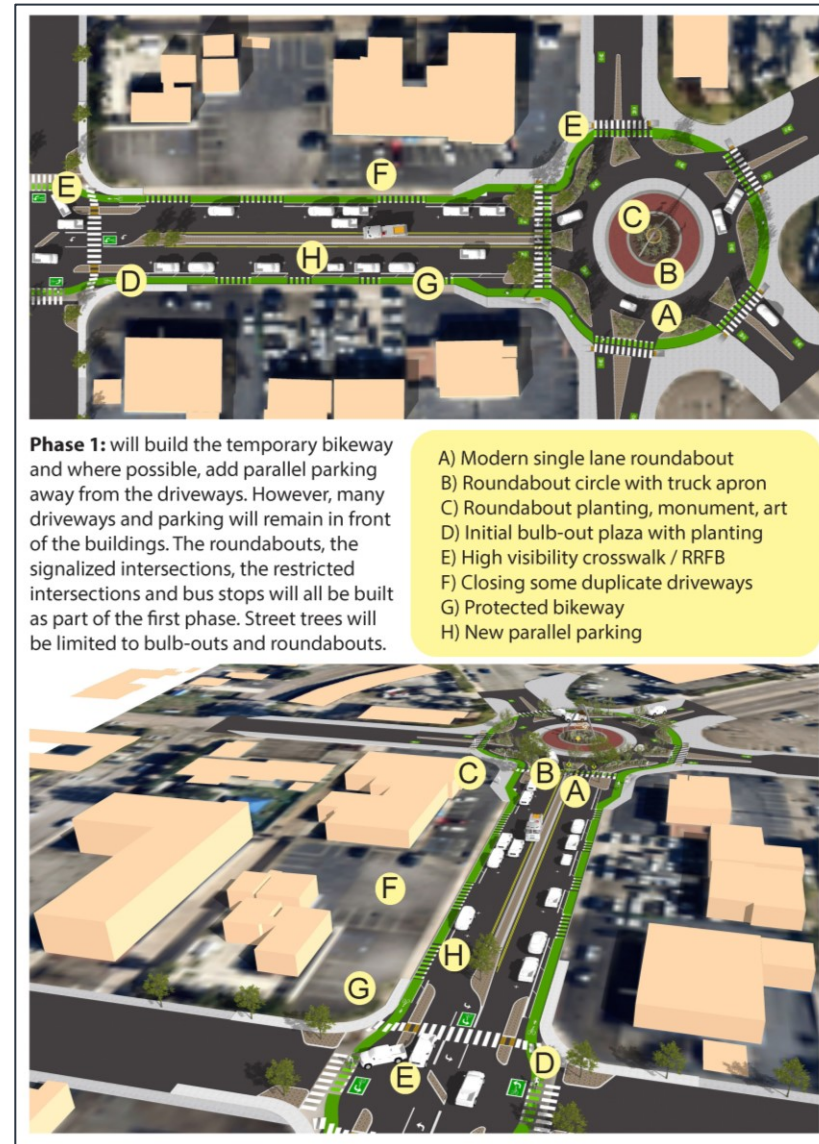 E
F
E
C
H
B
D
G
A
Phase 1: will build the temporary bikeway
and where possible, add parallel parking
away from the driveways. However, many
driveways and parking will remain in front
of the buildings. The roundabouts, the
signalized intersections, the restricted
intersections and bus stops will all be built
as part of the first phase. Street trees will
be limited to bulb-outs and roundabouts.
A) Modern single lane roundabout
B) Roundabout circle with truck apron
C) Roundabout planting, monument, art
D) Initial bulb-out plaza with planting
E) High visibility crosswalk / RRFB
F) Closing some duplicate driveways
G) Protected bikeway
H) New parallel parking
C
B
A
F
H
G
E
D